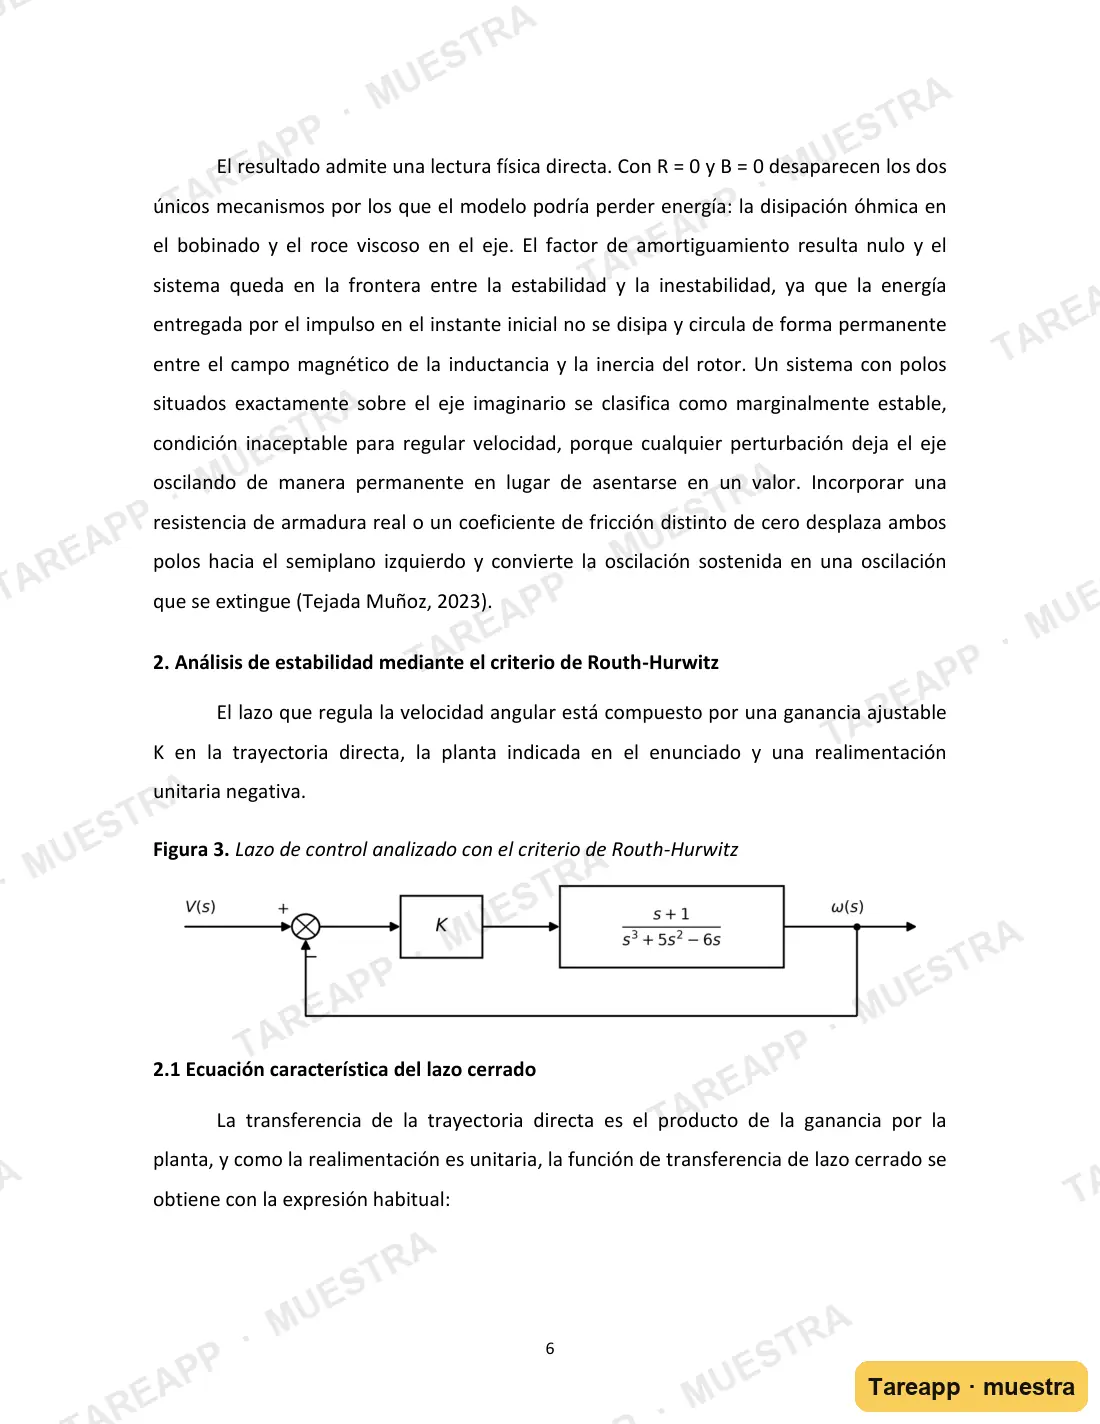 El resultado admite una lectura física directa. Con R = 0 y B = 0 desaparecen los dos
únicos mecanismos por los que el modelo podría perder energía: la disipación óhmica en
el bobinado y el roce viscoso en el eje. El factor de amortiguamiento resulta nulo y el
sistema queda en la frontera entre la estabilidad y la inestabilidad, ya que la energía
entregada por el impulso en el instante inicial no se disipa y circula de forma permanente
entre el campo magnético de la inductancia y la inercia del rotor. Un sistema con polos
situados exactamente sobre el eje imaginario se clasifica como marginalmente estable,
condición inaceptable para regular velocidad, porque cualquier perturbación deja el eje
oscilando de manera permanente en lugar de asentarse en un valor. Incorporar una
resistencia de armadura real o un coeficiente de fricción distinto de cero desplaza ambos
polos hacia el semiplano izquierdo y convierte la oscilación sostenida en una oscilación
que se extingue (Tejada Muñoz, 2023).
2. Análisis de estabilidad mediante el criterio de Routh-Hurwitz
El lazo que regula la velocidad angular está compuesto por una ganancia ajustable
K en la trayectoria directa, la planta indicada en el enunciado y una realimentación
unitaria negativa.
Figura 3. Lazo de control analizado con el criterio de Routh-Hurwitz
V(s) + − K
s + 1
s³ + 5s² − 6s
ω(s)
2.1 Ecuación característica del lazo cerrado
La transferencia de la trayectoria directa es el producto de la ganancia por la
planta, y como la realimentación es unitaria, la función de transferencia de lazo cerrado se
obtiene con la expresión habitual:
6
Tareapp · muestra
TAREAPP · MUESTRA